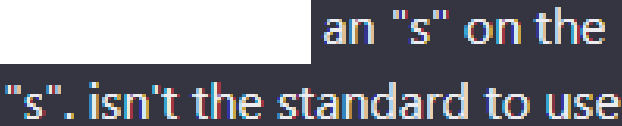 an "s" on the
"s". isn't the standard to use